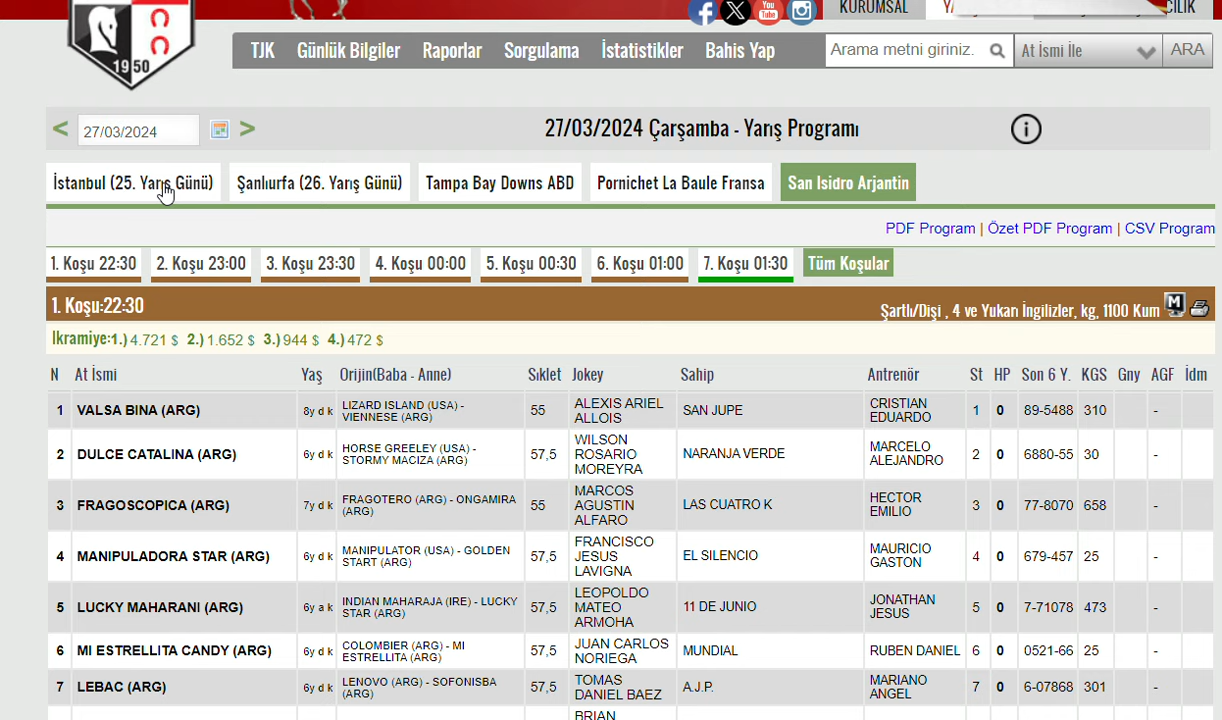 KURUMSAL
CILIK
C
C
1950
TJK Günlük Bilgiler Raporlar Sorgulama İstatistikler Bahis Yap
Arama metni giriniz. At İsmi İle ARA
< 27/03/2024 >
27/03/2024 Çarşamba - Yarış Programı
İstanbul (25. Yarış Günü) Şanlıurfa (26. Yarış Günü) Tampa Bay Downs ABD Pornichet La Baule Fransa San Isidro Arjantin
PDF Program | Özet PDF Program | CSV Program
1. Koşu 22:30 2. Koşu 23:00 3. Koşu 23:30 4. Koşu 00:00 5. Koşu 00:30 6. Koşu 01:00 7. Koşu 01:30 Tüm Koşular
1. Koşu:22:30
Şartlı/Dişi , 4 ve Yukarı İngilizler, kg, 1100 Kum M
İkramiye:1.) 4.721 $ 2.) 1.652 $ 3.) 944 $ 4.) 472 $
N At İsmi Yaş Orijin(Baba - Anne) Sıklet Jokey Sahip Antrenör St HP Son 6 Y. KGS Gny AGF İdm
1 VALSA BINA (ARG) 8y d k LIZARD ISLAND (USA) - VIENNESE (ARG) 55 ALEXIS ARIEL ALLOIS SAN JUPE CRISTIAN EDUARDO 1 0 89-5488 310 -
2 DULCE CATALINA (ARG) 6y d k HORSE GREELEY (USA) - STORMY MACIZA (ARG) 57,5 WILSON ROSARIO MOREYRA NARANJA VERDE MARCELO ALEJANDRO 2 0 6880-55 30 -
3 FRAGOSCOPICA (ARG) 7y d k FRAGOTERO (ARG) - ONGAMIRA (ARG) 55 MARCOS AGUSTIN ALFARO LAS CUATRO K HECTOR EMILIO 3 0 77-8070 658 -
4 MANIPULADORA STAR (ARG) 6y d k MANIPULATOR (USA) - GOLDEN START (ARG) 57,5 FRANCISCO JESUS LAVIGNA EL SILENCIO MAURICIO GASTON 4 0 679-457 25 -
5 LUCKY MAHARANI (ARG) 6y a k INDIAN MAHARAJA (IRE) - LUCKY STAR (ARG) 57,5 LEOPOLDO MATEO ARMOHA 11 DE JUNIO JONATHAN JESUS 5 0 7-71078 473 -
6 MI ESTRELLITA CANDY (ARG) 6y d k COLOMBIER (ARG) - MI ESTRELLITA (ARG) 57,5 JUAN CARLOS NORIEGA MUNDIAL RUBEN DANIEL 6 0 0521-66 25 -
7 LEBAC (ARG) 6y d k LENOVO (ARG) - SOFONISBA (ARG) 57,5 TOMAS DANIEL BAEZ A.J.P. MARIANO ANGEL 7 0 6-07868 301 -
BRIAN